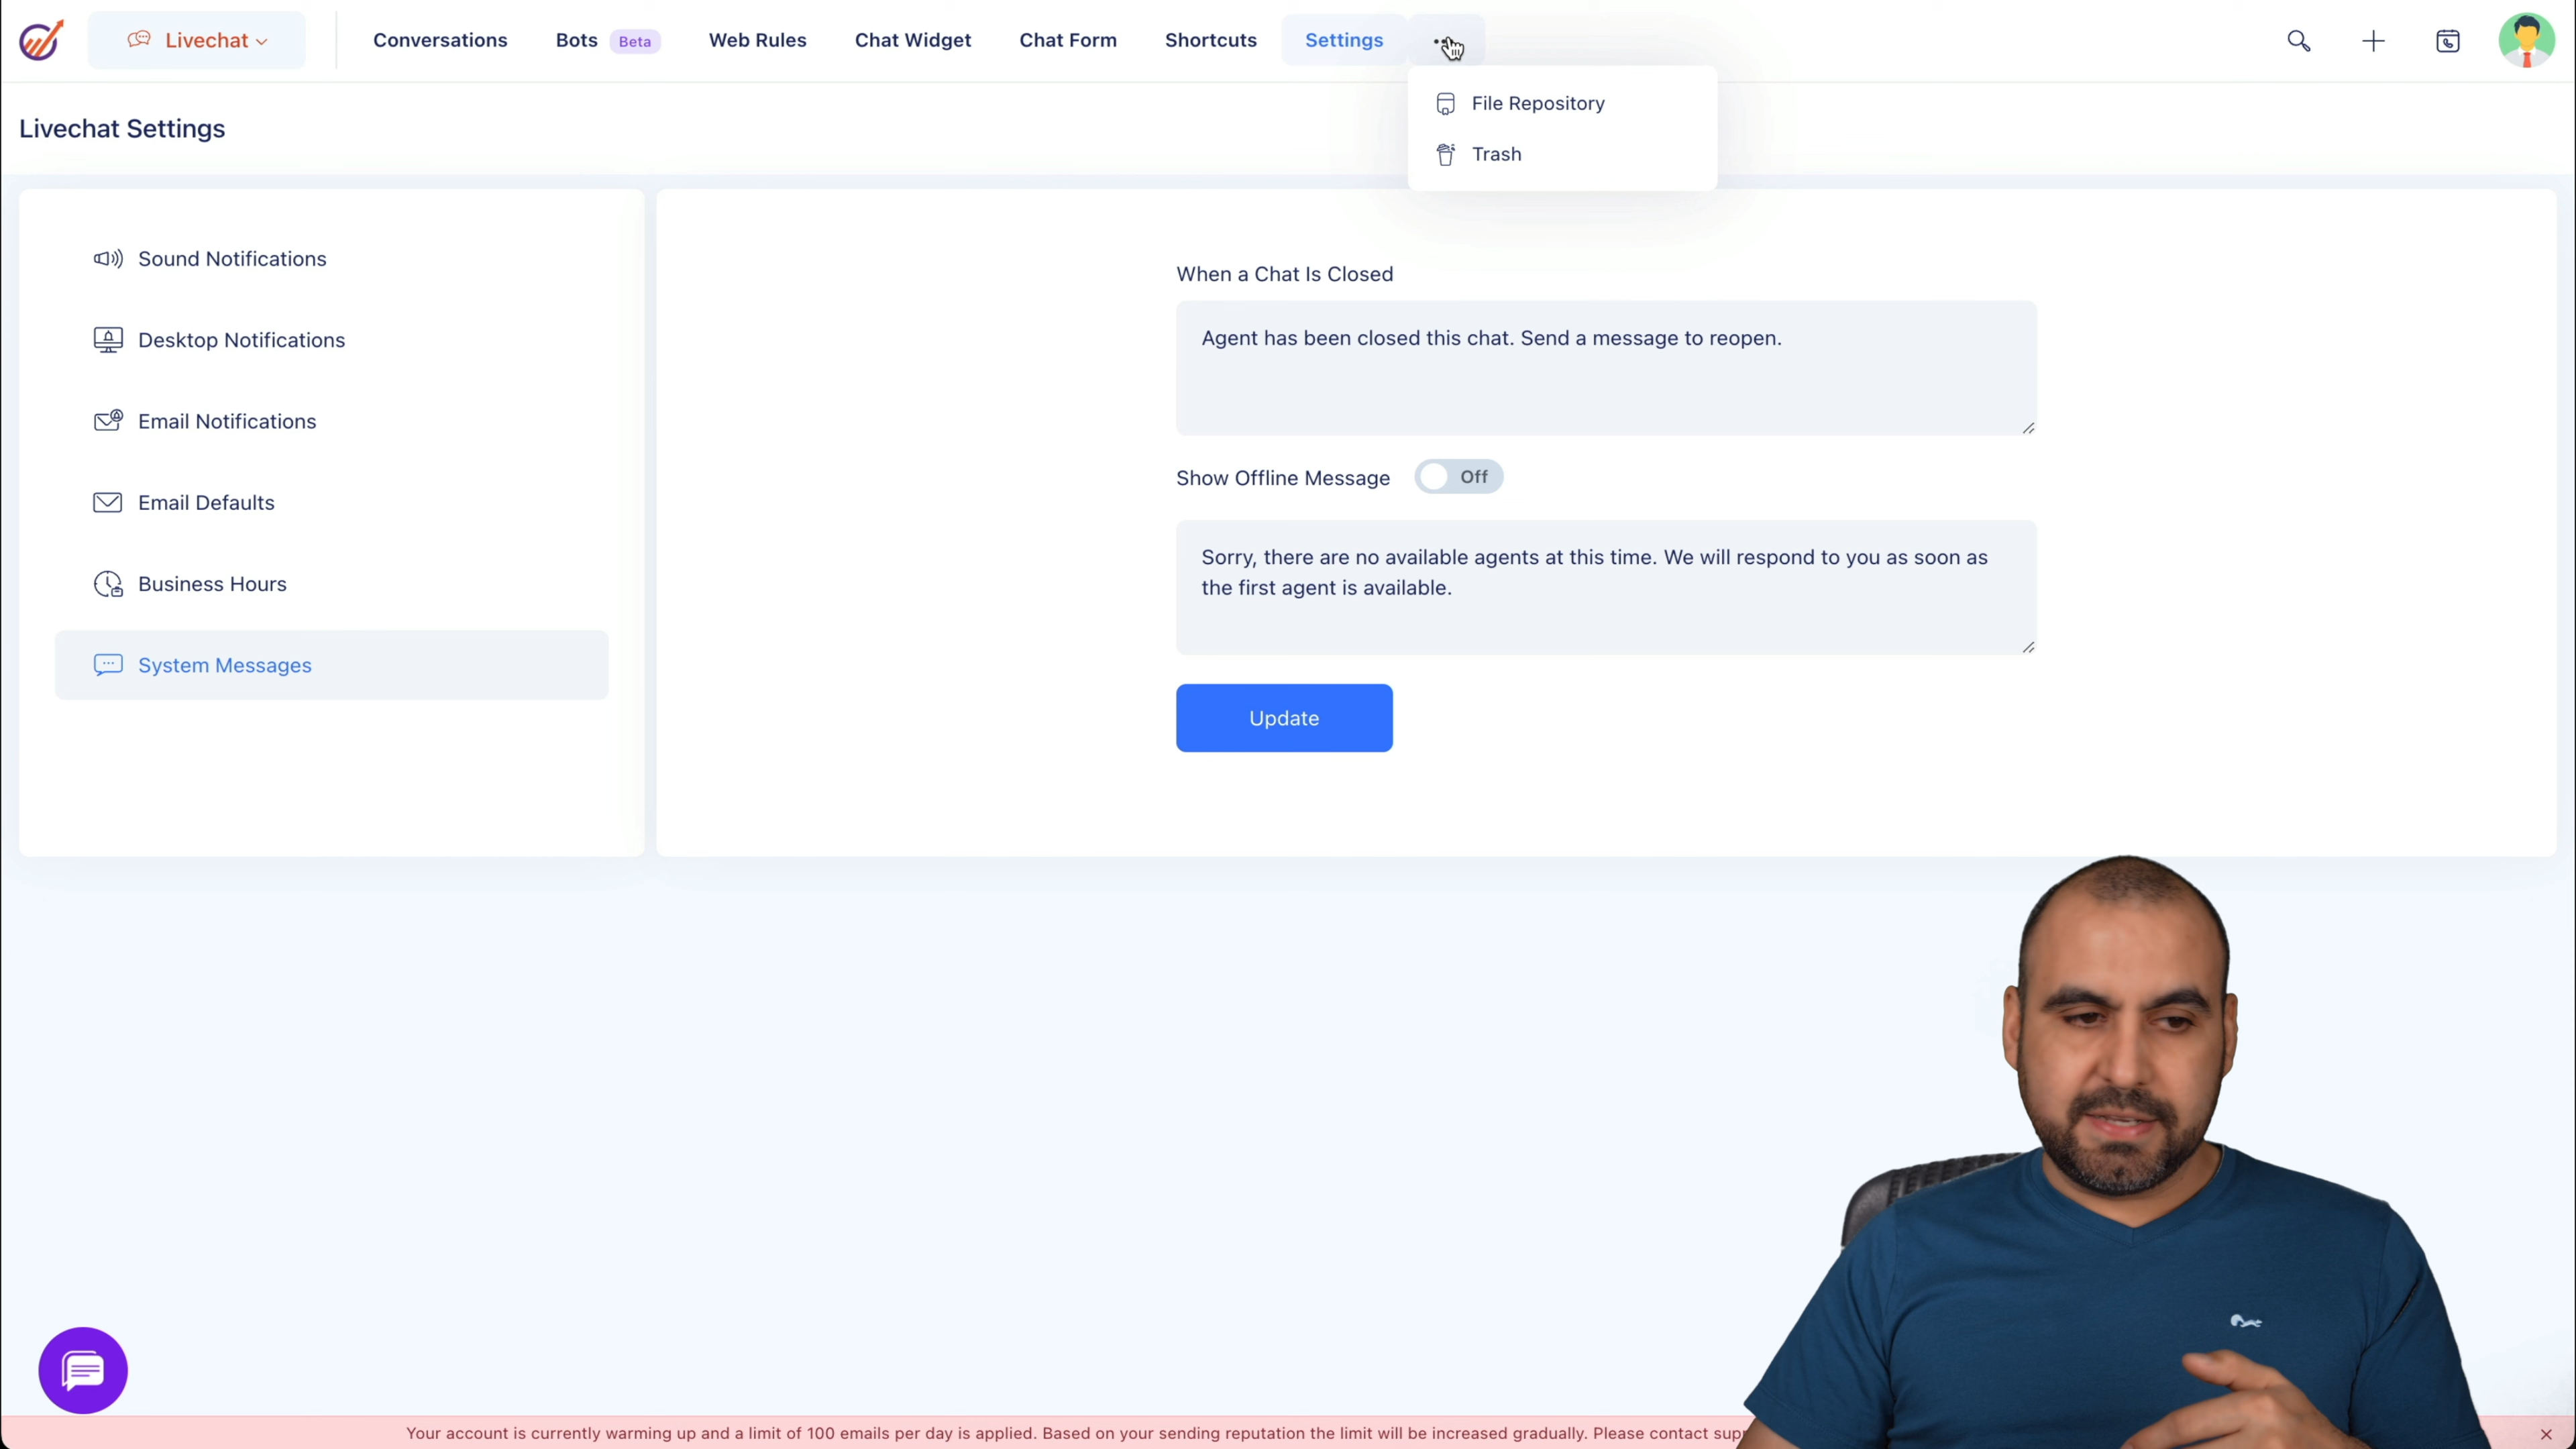 Livechat
Conversations
Bots Beta
Web Rules
Chat Widget
Chat Form
Shortcuts
Settings
File Repository
Trash
Livechat Settings
Sound Notifications
Desktop Notifications
Email Notifications
Email Defaults
Business Hours
System Messages
When a Chat Is Closed
Agent has been closed this chat. Send a message to reopen.
Show Offline Message Off
Sorry, there are no available agents at this time. We will respond to you as soon as
the first agent is available.
Update
Your account is currently warming up and a limit of 100 emails per day is applied. Based on your sending reputation the limit will be increased gradually. Please contact